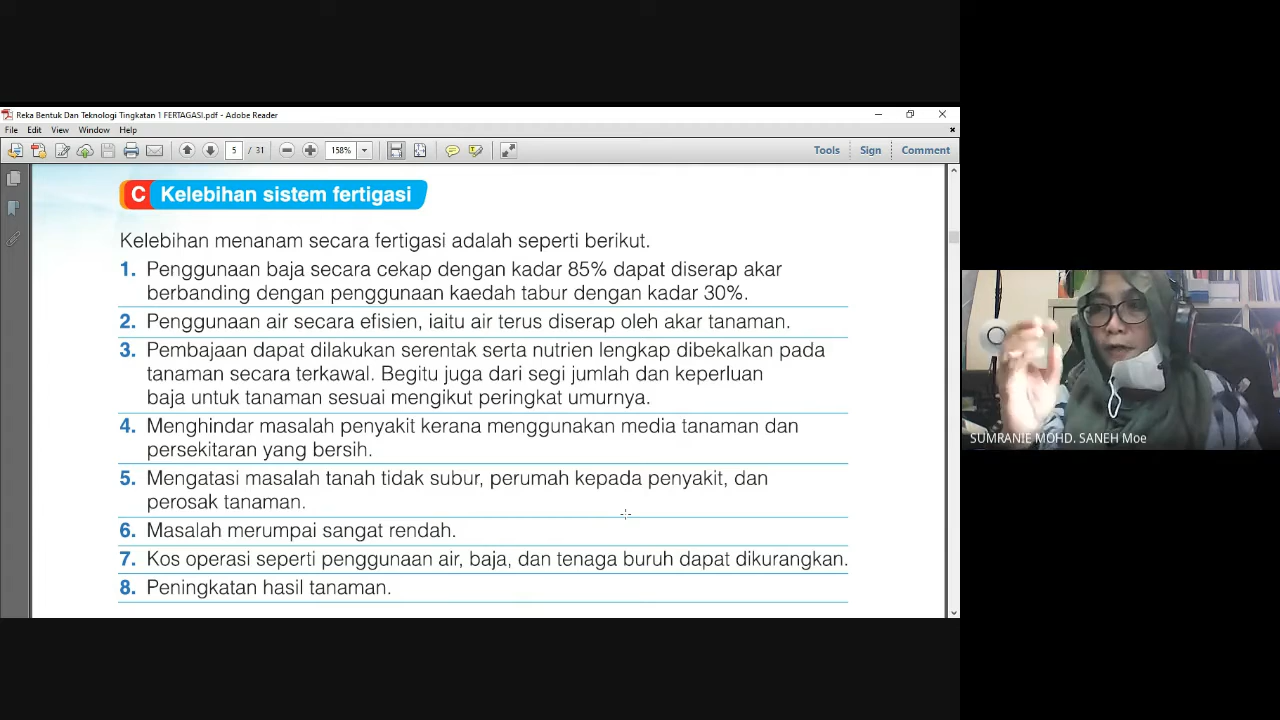 Reka Bentuk Dan Teknologi Tingkatan 1 FERTAGASI.pdf - Adobe Reader
File Edit View Window Help
5 / 31 158% Tools Sign Comment
C Kelebihan sistem fertigasi
Kelebihan menanam secara fertigasi adalah seperti berikut.
1. Penggunaan baja secara cekap dengan kadar 85% dapat diserap akar
berbanding dengan penggunaan kaedah tabur dengan kadar 30%.
2. Penggunaan air secara efisien, iaitu air terus diserap oleh akar tanaman.
3. Pembajaan dapat dilakukan serentak serta nutrien lengkap dibekalkan pada
tanaman secara terkawal. Begitu juga dari segi jumlah dan keperluan
baja untuk tanaman sesuai mengikut peringkat umurnya.
4. Menghindar masalah penyakit kerana menggunakan media tanaman dan
persekitaran yang bersih.
5. Mengatasi masalah tanah tidak subur, perumah kepada penyakit, dan
perosak tanaman.
6. Masalah merumpai sangat rendah.
7. Kos operasi seperti penggunaan air, baja, dan tenaga buruh dapat dikurangkan.
8. Peningkatan hasil tanaman.
SUMRANIE MOHD. SANEH Moe